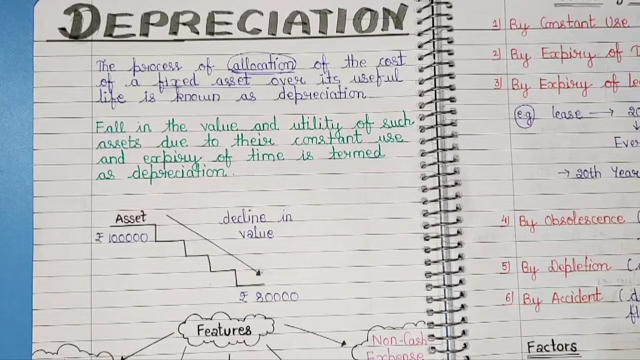 DEPRECIATION
The process of allocation of the cost
of a fixed asset over its useful
life is known as depreciation.
Fall in the value and utility of such
assets due to their constant use
and expiry of time is termed
as depreciation.
Asset
₹ 100000
decline in
value
₹ 80000
Features
Non-Cash
Expense
1) By Constant Use
2) By Expiry of
3) By Expiry of
e.g lease → 20
Ever
→ 20th Year
4) By Obsolescence (
5) By Depletion (
6) By Accident (
Factors